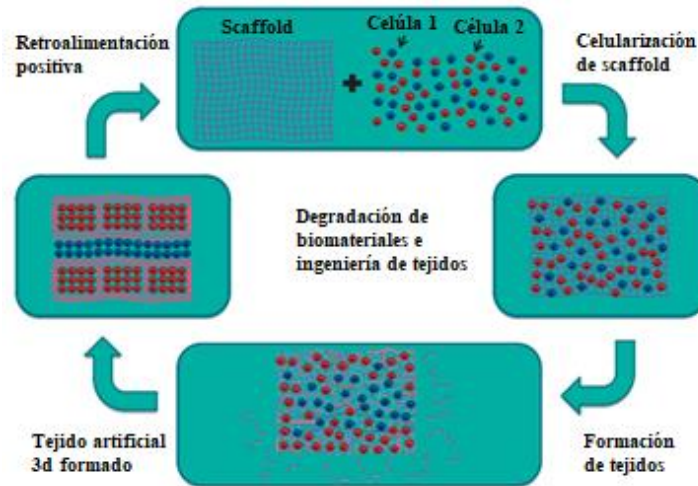 Retroalimentación
positiva
Scaffold
Celúla 1
Célula 2
Celularización
de scaffold
Degradación de
biomateriales e
ingeniería de tejidos
Tejido artificial
3d formado
Formación
de tejidos